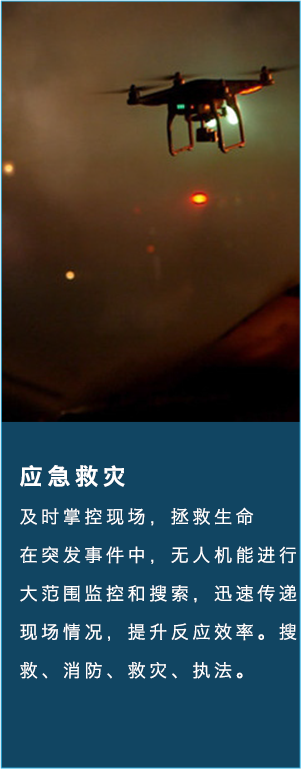 应急救灾
及时掌控现场，拯救生命
在突发事件中，无人机能进行
大范围监控和搜索，迅速传递
现场情况，提升反应效率。搜
救、消防、救灾、执法。